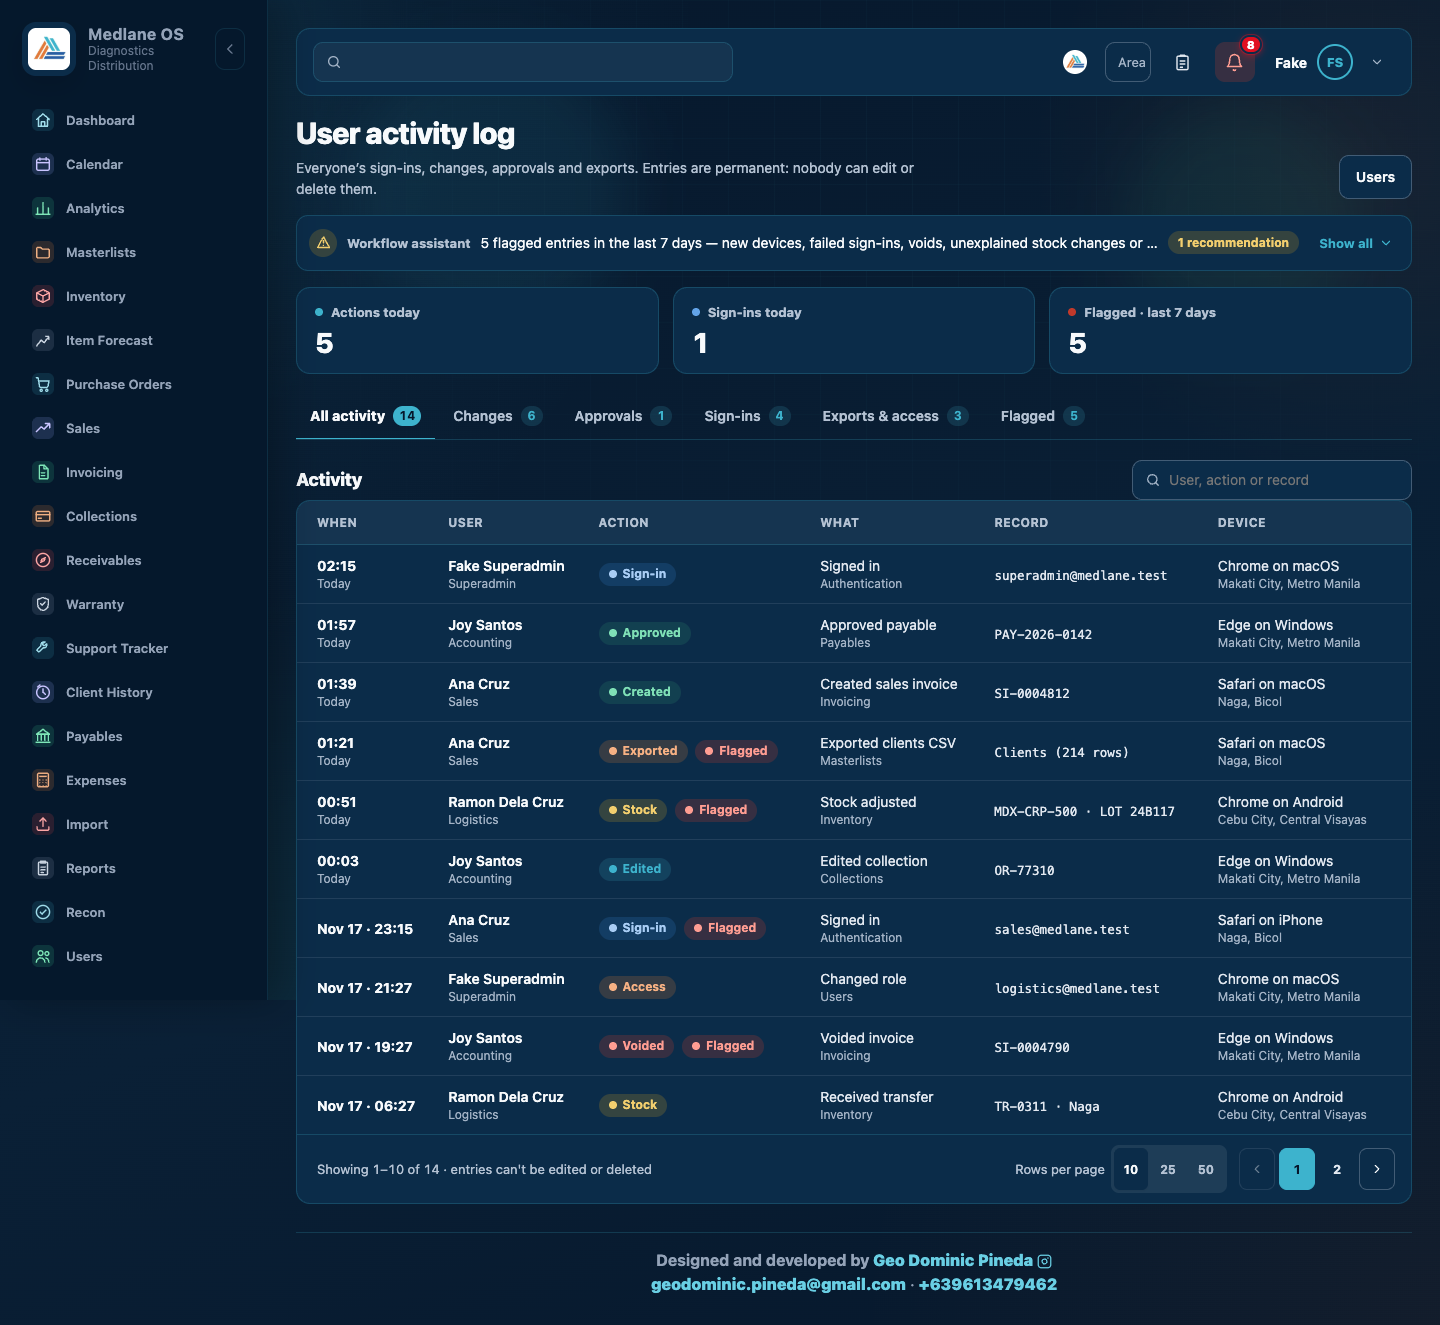 Medlane OS
Diagnostics
Distribution
Dashboard
Calendar
Analytics
Masterlists
Inventory
Item Forecast
Purchase Orders
Sales
Invoicing
Collections
Receivables
Warranty
Support Tracker
Client History
Payables
Expenses
Import
Reports
Recon
Users
Area
8
Fake
FS
User activity log
Everyone’s sign-ins, changes, approvals and exports. Entries are permanent: nobody can edit or
delete them.
Users
Workflow assistant 5 flagged entries in the last 7 days — new devices, failed sign-ins, voids, unexplained stock changes or ... 1 recommendation Show all
Actions today
5
Sign-ins today
1
Flagged · last 7 days
5
All activity 14 Changes 6 Approvals 1 Sign-ins 4 Exports & access 3 Flagged 5
Activity
User, action or record
WHEN USER ACTION WHAT RECORD DEVICE
02:15 Fake Superadmin Sign-in Signed in superadmin@medlane.test Chrome on macOS
Today Superadmin Authentication Makati City, Metro Manila
01:57 Joy Santos Approved Approved payable PAY-2026-0142 Edge on Windows
Today Accounting Payables Makati City, Metro Manila
01:39 Ana Cruz Created Created sales invoice SI-0004812 Safari on macOS
Today Sales Invoicing Naga, Bicol
01:21 Ana Cruz Exported Flagged Exported clients CSV Clients (214 rows) Safari on macOS
Today Sales Masterlists Naga, Bicol
00:51 Ramon Dela Cruz Stock Flagged Stock adjusted MDX-CRP-500 · LOT 24B117 Chrome on Android
Today Logistics Inventory Cebu City, Central Visayas
00:03 Joy Santos Edited Edited collection OR-77310 Edge on Windows
Today Accounting Collections Makati City, Metro Manila
Nov 17 · 23:15 Ana Cruz Sign-in Flagged Signed in sales@medlane.test Safari on iPhone
Sales Authentication Naga, Bicol
Nov 17 · 21:27 Fake Superadmin Access Changed role logistics@medlane.test Chrome on macOS
Superadmin Users Makati City, Metro Manila
Nov 17 · 19:27 Joy Santos Voided Flagged Voided invoice SI-0004790 Edge on Windows
Accounting Invoicing Makati City, Metro Manila
Nov 17 · 06:27 Ramon Dela Cruz Stock Received transfer TR-0311 · Naga Chrome on Android
Logistics Inventory Cebu City, Central Visayas
Showing 1–10 of 14 · entries can't be edited or deleted
Rows per page 10 25 50 1 2
Designed and developed by Geo Dominic Pineda
geodominic.pineda@gmail.com · +639613479462